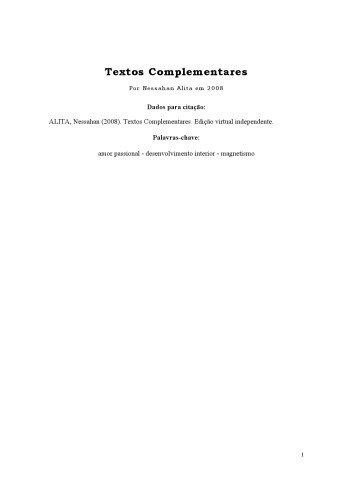 Textos Complementares
Por Nessahan Alita em 2008
Dados para citação:
ALITA, Nessahan (2008). Textos Complementares. Edição virtual independente.
Palavras-chave:
amor passional - desenvolvimento interior - magnetismo
1